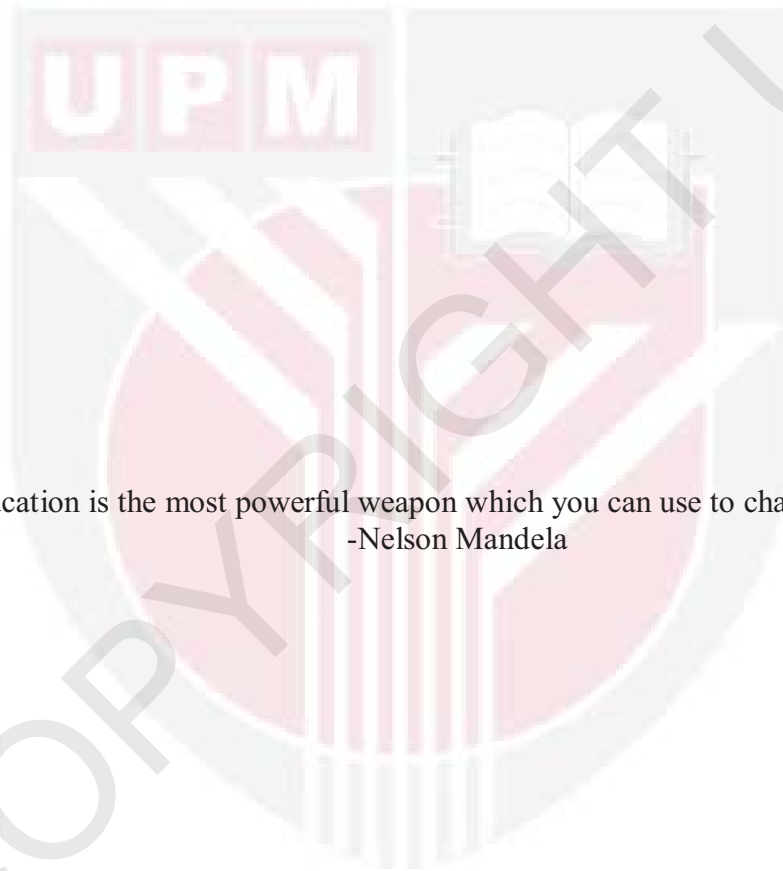 UPM
cation is the most powerful weapon which you can use to cha
-Nelson Mandela
OPYRIGHT U